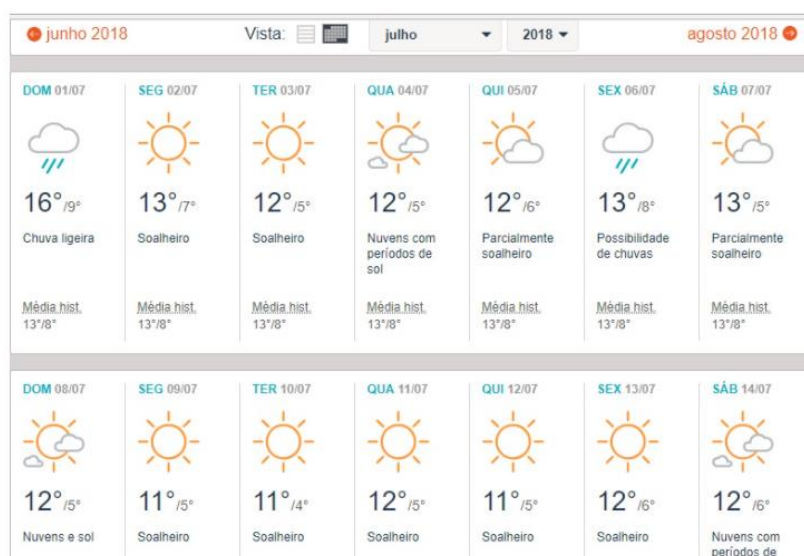 junho 2018 Vista: julho 2018 agosto 2018
DOM 01/07 SEG 02/07 TER 03/07 QUA 04/07 QUI 05/07 SEX 06/07 SÁB 07/07
16°/9° 13°/7° 12°/5° 12°/5° 12°/6° 13°/8° 13°/5°
Chuva ligeira Soalheiro Soalheiro Nuvens com Parcialmente Possibilidade Parcialmente
períodos de soalheiro de chuvas soalheiro
sol
Média hist. Média hist. Média hist. Média hist. Média hist. Média hist. Média hist.
13°/8° 13°/8° 13°/8° 13°/8° 13°/8° 13°/8° 13°/8°
DOM 08/07 SEG 09/07 TER 10/07 QUA 11/07 QUI 12/07 SEX 13/07 SÁB 14/07
12°/5° 11°/5° 11°/4° 12°/5° 11°/5° 12°/6° 12°/6°
Nuvens e sol Soalheiro Soalheiro Soalheiro Soalheiro Soalheiro Nuvens com
períodos de